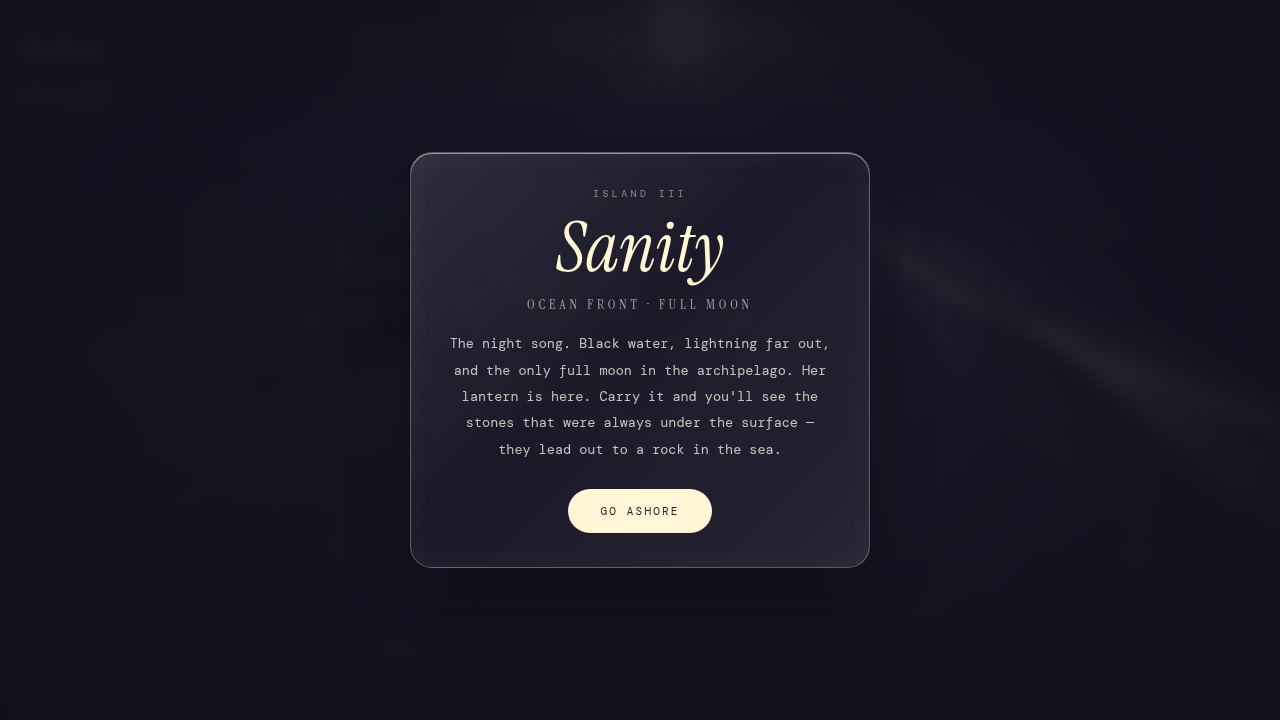 ISLAND III
Sanity
OCEAN FRONT · FULL MOON
The night song. Black water, lightning far out,
and the only full moon in the archipelago. Her
lantern is here. Carry it and you'll see the
stones that were always under the surface —
they lead out to a rock in the sea.
GO ASHORE